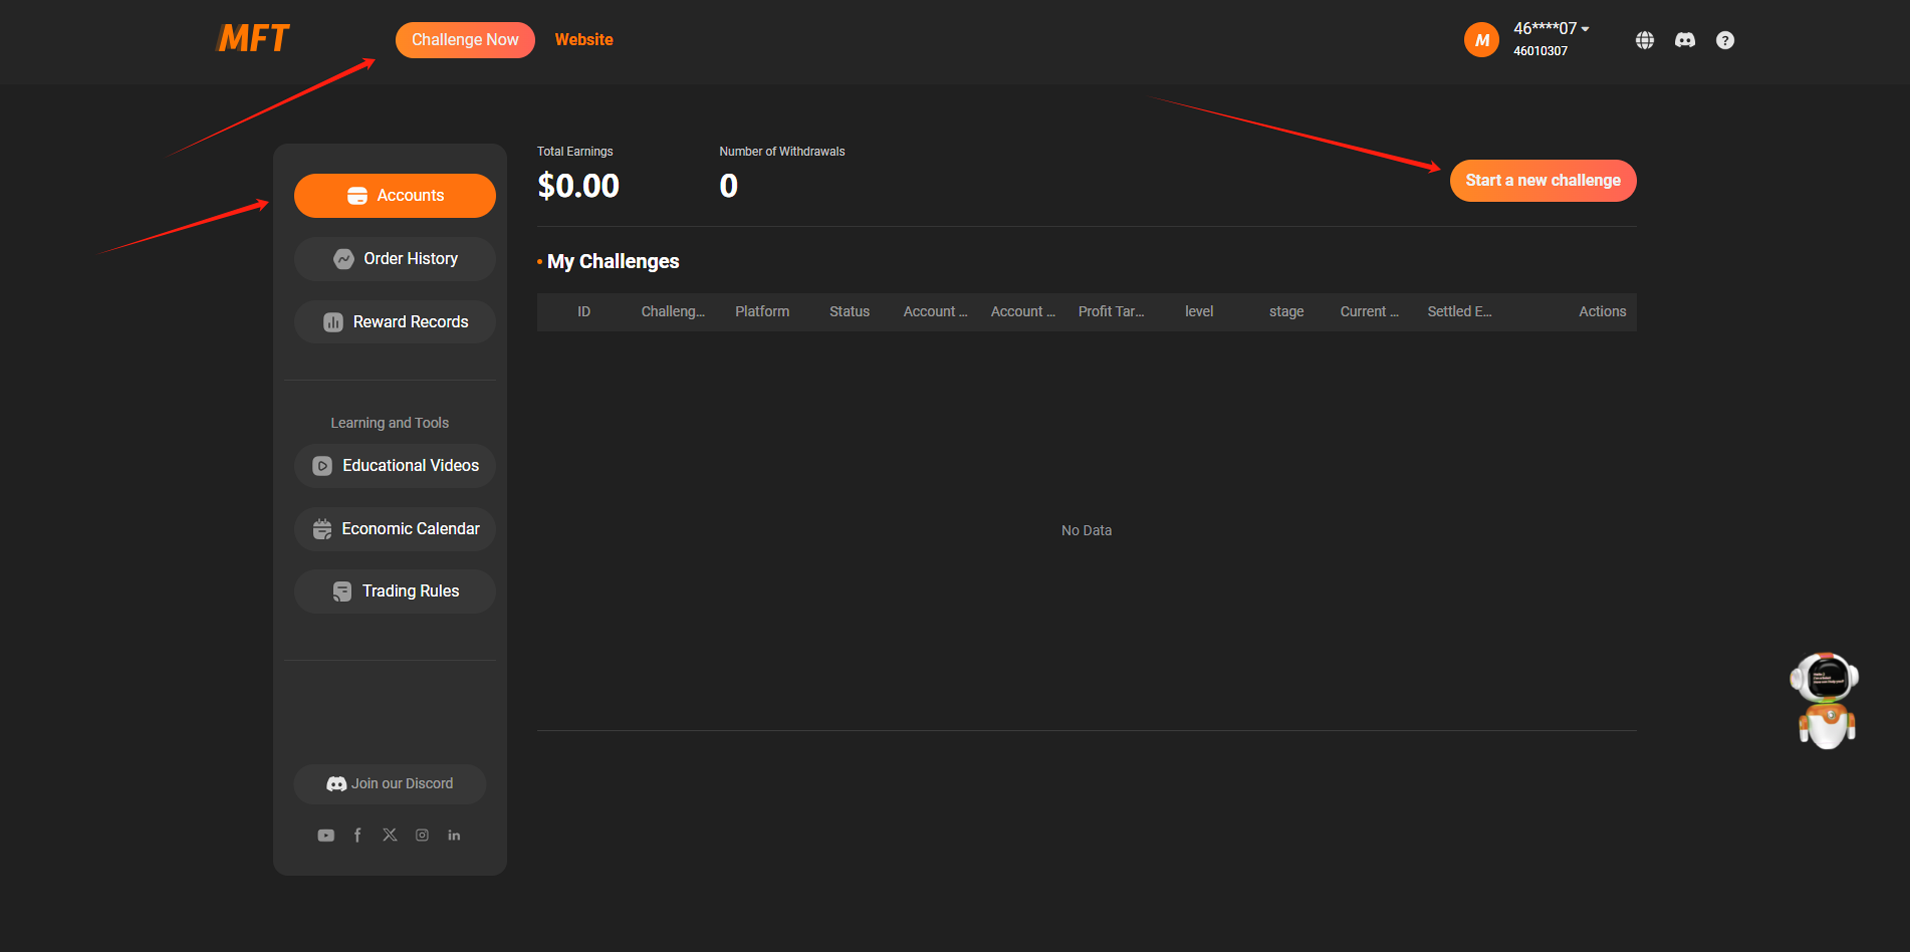 MFT
Challenge Now
Website
M
46****07
46010307
?
Accounts
Order History
Reward Records
Learning and Tools
Educational Videos
Economic Calendar
Trading Rules
Join our Discord
Total Earnings
$0.00
Number of Withdrawals
0
Start a new challenge
My Challenges
ID Challeng... Platform Status Account ... Account ... Profit Tar... level stage Current ... Settled E... Actions
No Data